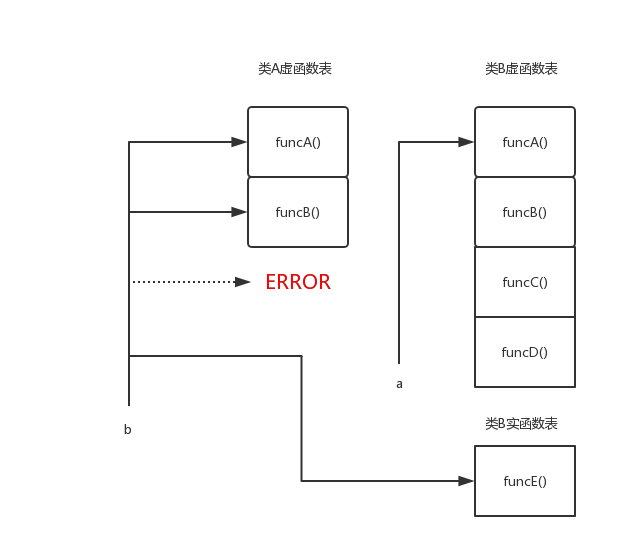 类A虚函数表
类B虚函数表
funcA()
funcA()
funcB()
funcB()
ERROR
funcC()
funcD()
a
b
类B实函数表
funcE()